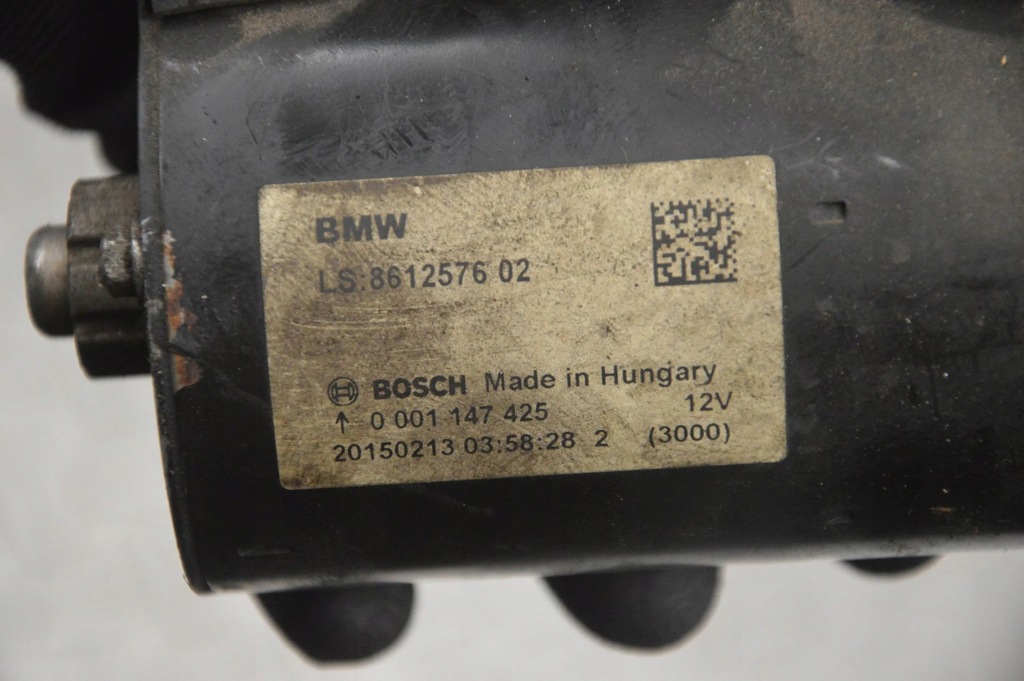 BMW
LS.8612576 02
BOSCH Made in Hungary
↑ 0 001 147 425 12V
20150213 03:58:28 2 (3000)